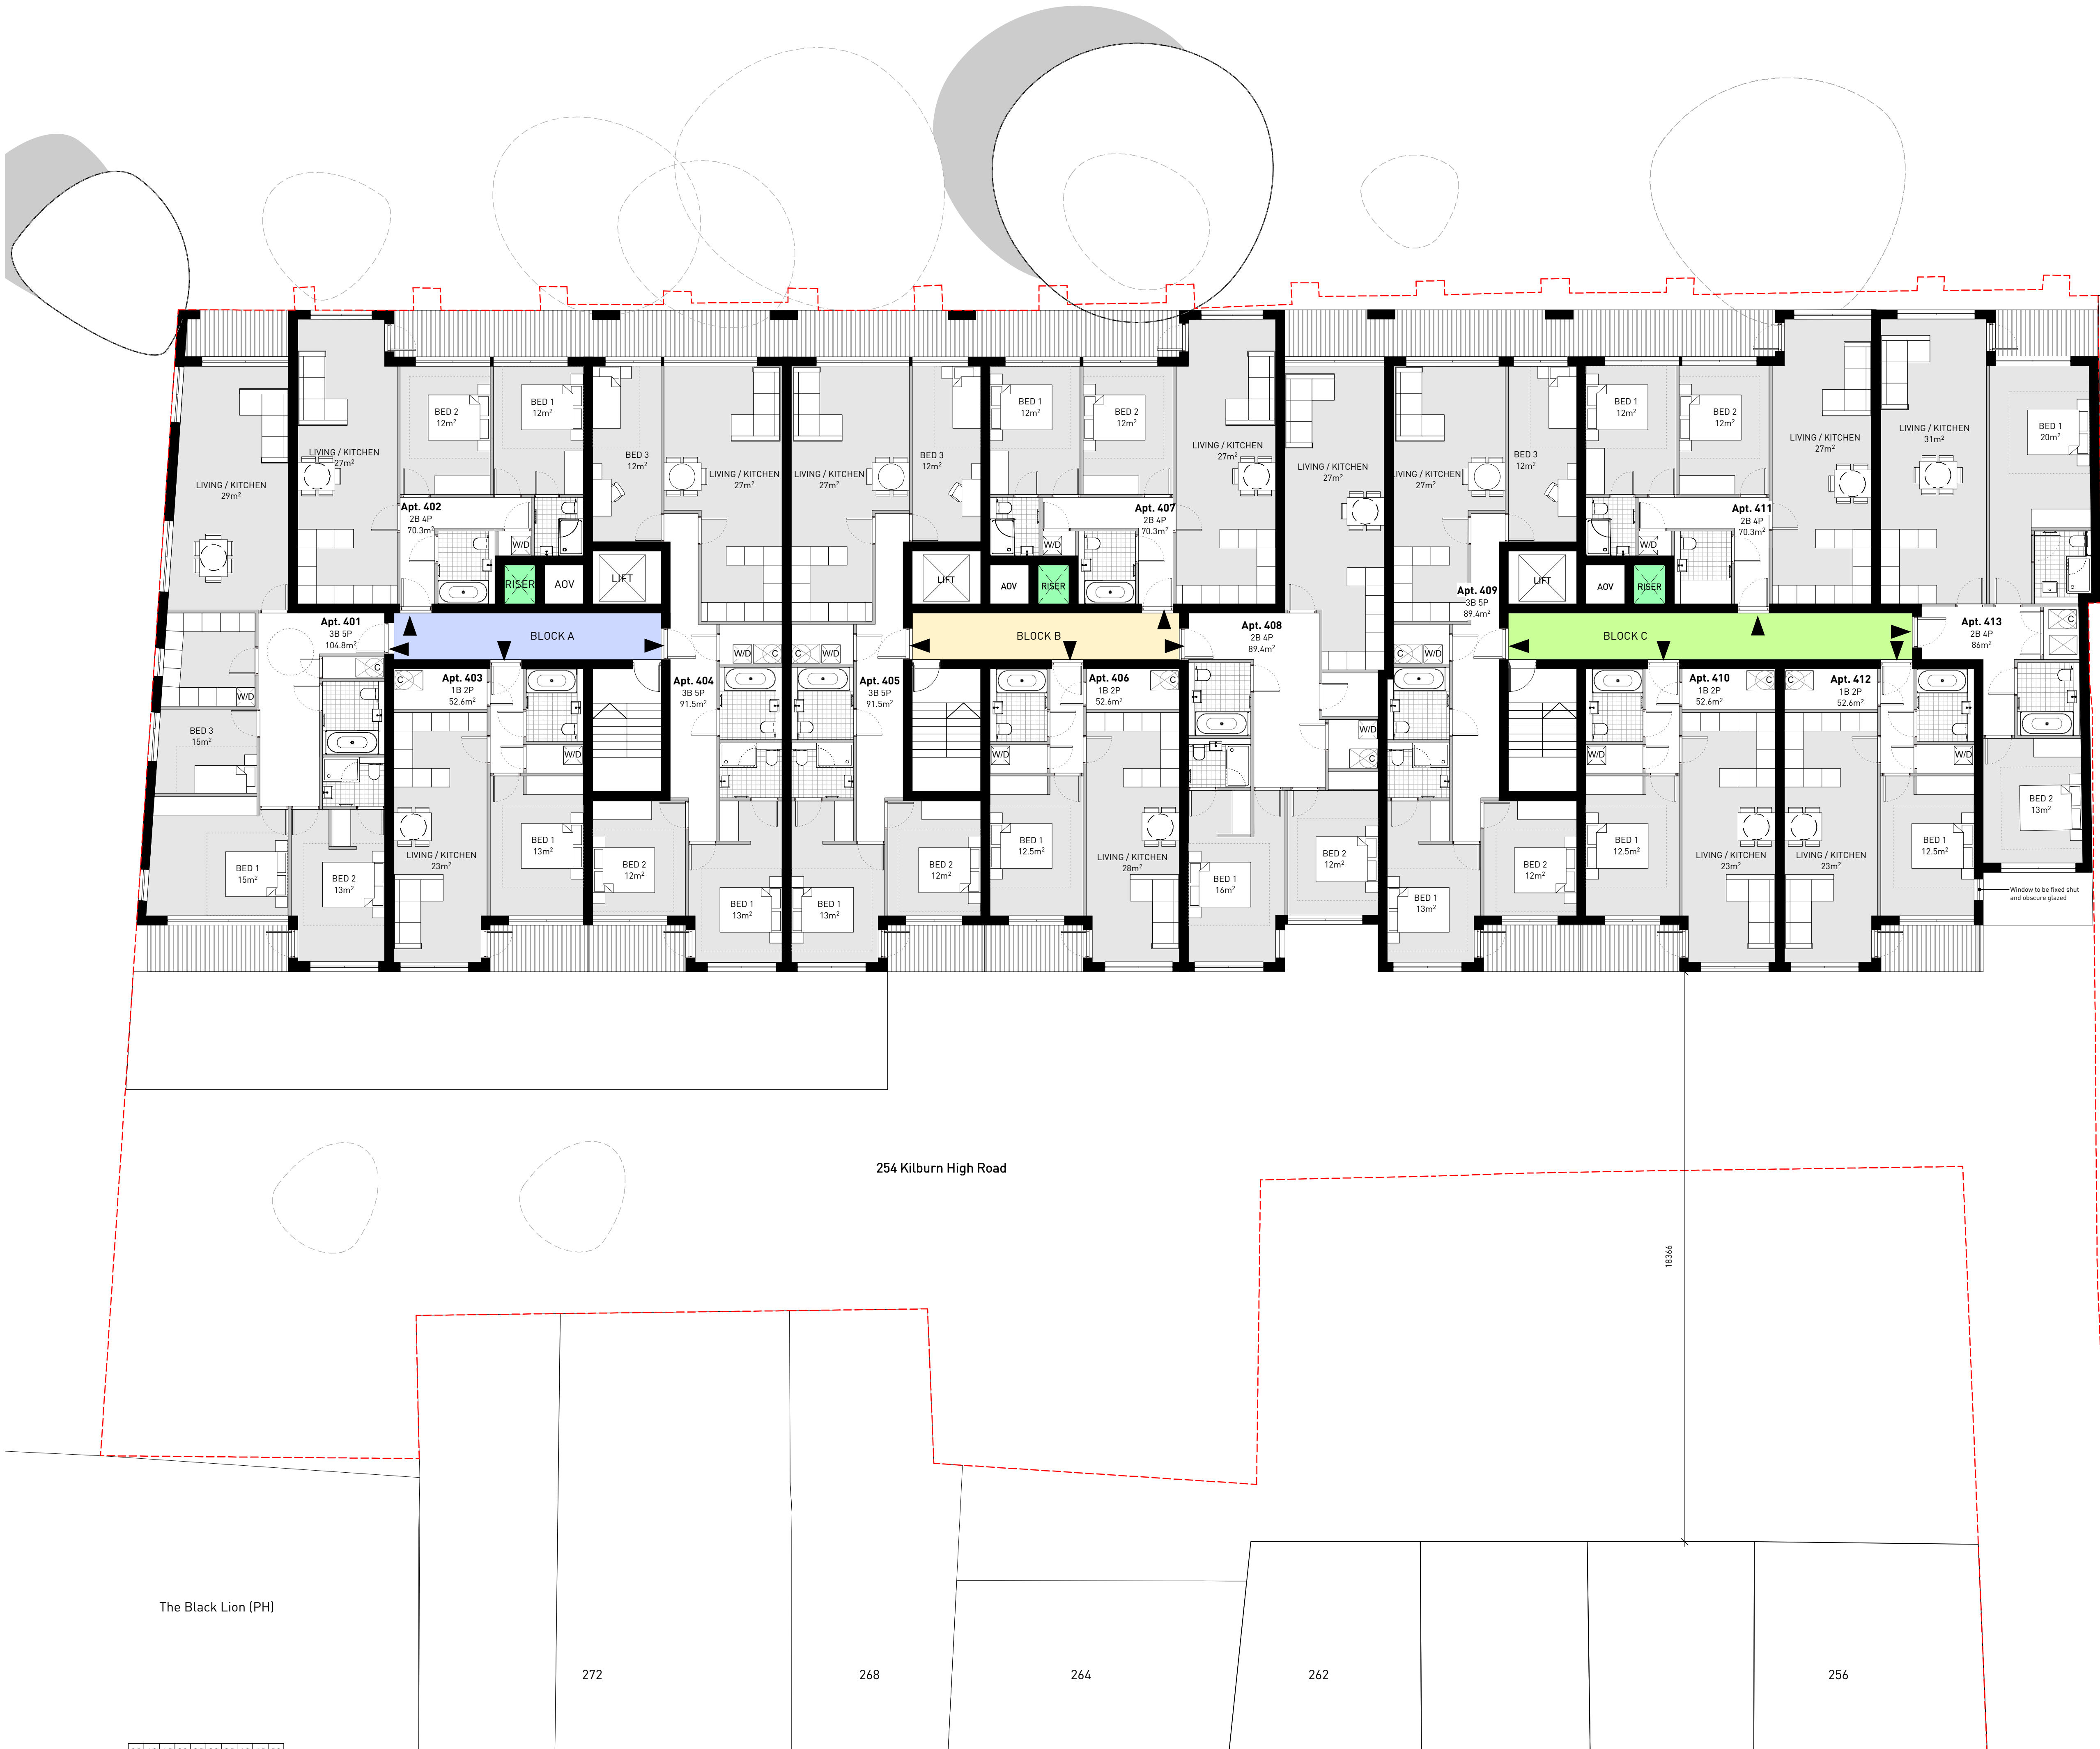 BED 2
12m²
BED 1
12m²
BED 3
12m²
LIVING / KITCHEN
27m²
LIVING / KITCHEN
29m²
LIVING / KITCHEN
27m²
LIVING / KITCHEN
27m²
BED 3
12m²
BED 1
12m²
BED 2
12m²
LIVING / KITCHEN
27m²
LIVING / KITCHEN
27m²
LIVING / KITCHEN
27m²
BED 3
12m²
BED 1
12m²
BED 2
12m²
LIVING / KITCHEN
27m²
LIVING / KITCHEN
31m²
BED 1
20m²
Apt. 402
2B 4P
70.3m²
W/D
RISER
AOV
LIFT
LIFT
AOV
RISER
W/D
Apt. 407
2B 4P
70.3m²
Apt. 409
3B 5P
89.4m²
LIFT
AOV
RISER
W/D
Apt. 411
2B 4P
70.3m²
Apt. 401
3B 5P
104.8m²
C
W/D
BLOCK A
W/D
C
C
W/D
BLOCK B
Apt. 408
2B 4P
89.4m²
C
W/D
BLOCK C
Apt. 413
2B 4P
86m²
C
C
Apt. 403
1B 2P
52.6m²
Apt. 404
3B 5P
91.5m²
Apt. 405
3B 5P
91.5m²
Apt. 406
1B 2P
52.6m²
C
Apt. 410
1B 2P
52.6m²
C
C
Apt. 412
1B 2P
52.6m²
BED 3
15m²
W/D
W/D
W/D
C
W/D
W/D
BED 1
15m²
BED 2
13m²
LIVING / KITCHEN
23m²
BED 1
13m²
BED 2
12m²
BED 1
13m²
BED 1
13m²
BED 2
12m²
BED 1
12.5m²
LIVING / KITCHEN
28m²
BED 1
16m²
BED 2
12m²
BED 1
13m²
BED 2
12m²
BED 1
12.5m²
LIVING / KITCHEN
23m²
LIVING / KITCHEN
23m²
BED 1
12.5m²
BED 2
13m²
Window to be fixed shut
and obscure glazed
254 Kilburn High Road
18366
The Black Lion (PH)
272
268
264
262
256